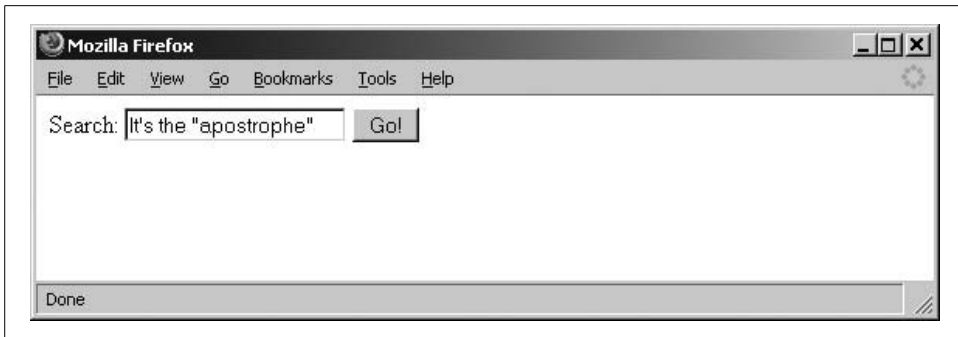 Mozilla Firefox
File Edit View Go Bookmarks Tools Help
Search: It's the "apostrophe" Go!
Done